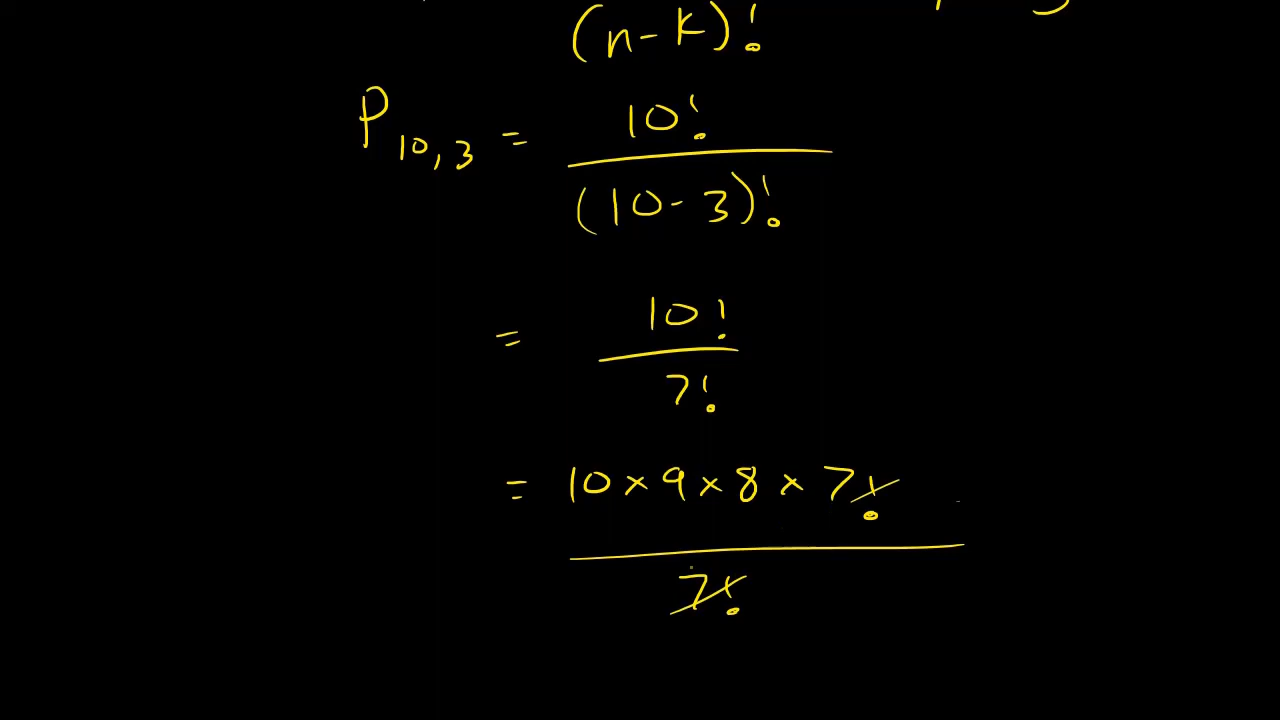 (n-k)!
P10,3 = 10!
(10-3)!
= 10!
7!
= 10 x 9 x 8 x 7!
7!